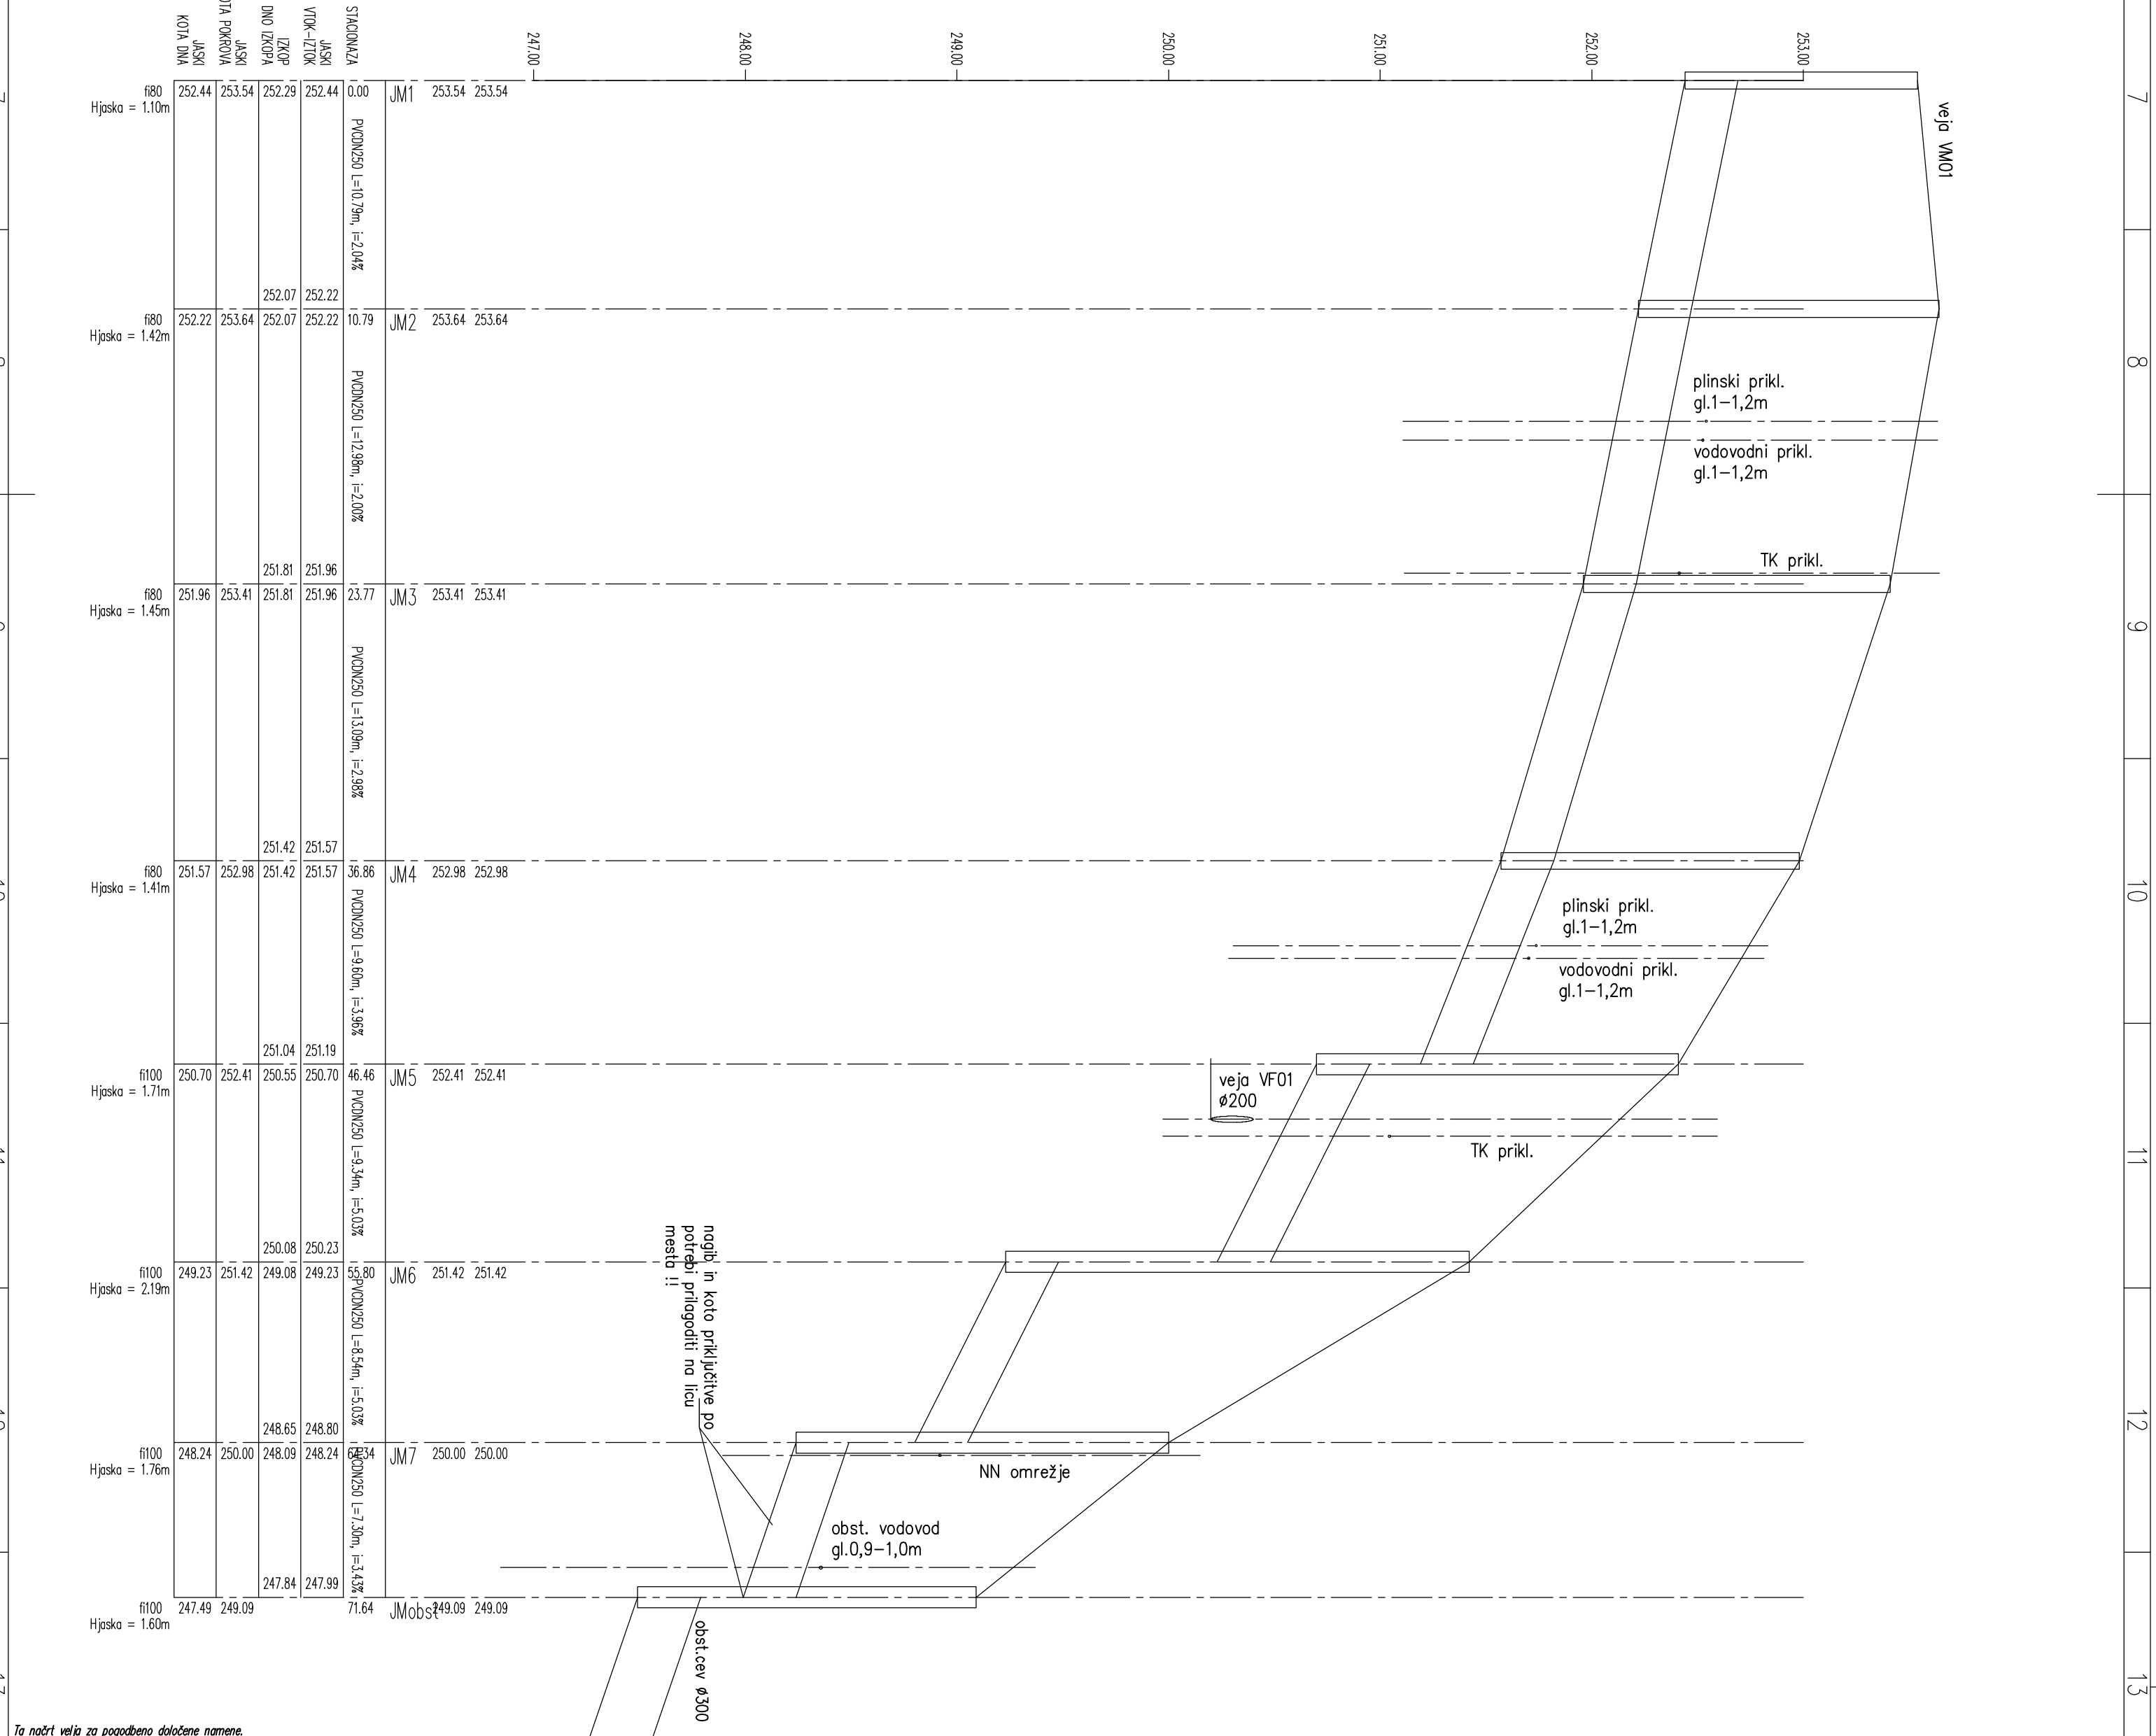 STACIONAZA
JASKI
VTOK-IZTOK
IZKOP
DNO IZKOPA
JASKI
OTA POKROVA
JASKI
KOTA DNA
247.00
248.00
249.00
250.00
251.00
252.00
253.00
7
veja VM01
fi80
Hjaska = 1.10m
252.44 253.54 252.29 252.44 0.00 JM1 253.54 253.54
PVCDN250 L=10.79m, i=2.04%
252.07 252.22
fi80
Hjaska = 1.42m
252.22 253.64 252.07 252.22 10.79 JM2 253.64 253.64
8
plinski prikl.
gl.1-1,2m
vodovodni prikl.
gl.1-1,2m
PVCDN250 L=12.98m, i=2.00%
TK prikl.
251.81 251.96
fi80
Hjaska = 1.45m
251.96 253.41 251.81 251.96 23.77 JM3 253.41 253.41
9
PVCDN250 L=13.09m, i=2.98%
251.42 251.57
fi80
Hjaska = 1.41m
251.57 252.98 251.42 251.57 36.86 JM4 252.98 252.98
10
PVCDN250 L=9.60m, i=3.96%
plinski prikl.
gl.1-1,2m
vodovodni prikl.
gl.1-1,2m
251.04 251.19
fi100
Hjaska = 1.71m
250.70 252.41 250.55 250.70 46.46 JM5 252.41 252.41
veja VF01
ø200
PVCDN250 L=9.34m, i=5.03%
TK prikl.
11
250.08 250.23
fi100
Hjaska = 2.19m
249.23 251.42 249.08 249.23 55.80 JM6 251.42 251.42
PVCDN250 L=8.54m, i=5.03%
nagib in koto priključitve po
potrebi prilagoditi na licu
mesta !!
12
248.65 248.80
fi100
Hjaska = 1.76m
248.24 250.00 248.09 248.24 64.34 JM7 250.00 250.00
NN omrežje
PVCDN250 L=7.30m, i=3.43%
obst. vodovod
gl.0,9-1,0m
247.84 247.99
fi100
Hjaska = 1.60m
247.49 249.09 71.64 JMobst 249.09 249.09
obst.cev ø300
13
Ta načrt velja za pogodbeno določene namene.